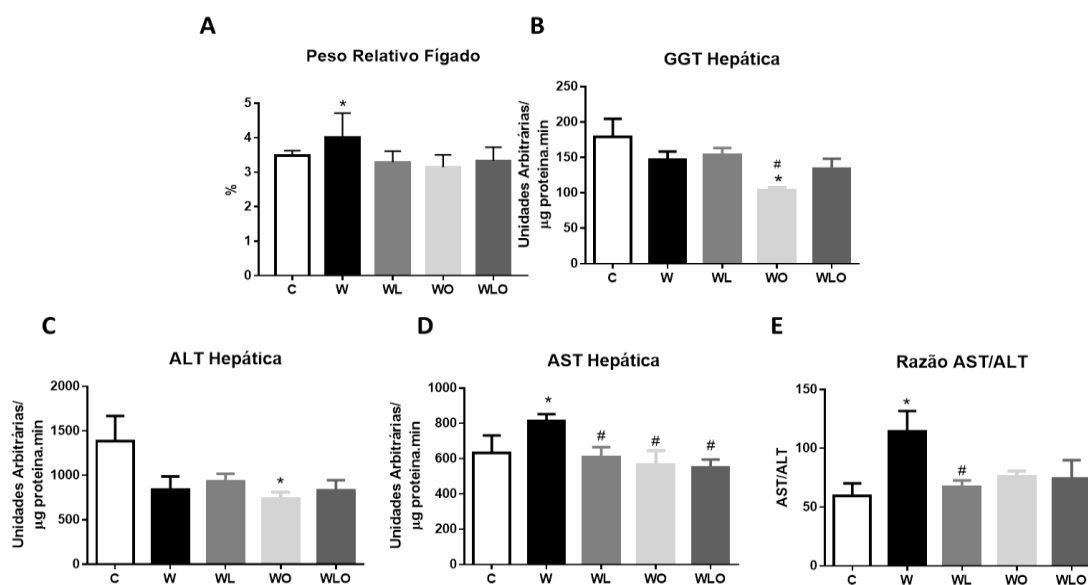 A
Peso Relativo Fígado
%
5
4
3
2
1
0
*
C W WL WO WLO
B
GGT Hepática
Unidades Arbitrárias/
µg proteina.min
250
200
150
100
50
0
#
*
C W WL WO WLO
C
ALT Hepática
Unidades Arbitrárias/
µg proteina.min
2000
1500
1000
500
0
*
C W WL WO WLO
D
AST Hepática
Unidades Arbitrárias/
µg proteina.min
1000
800
600
400
200
0
* # # #
C W WL WO WLO
E
Razão AST/ALT
AST/ALT
150
100
50
0
* #
C W WL WO WLO